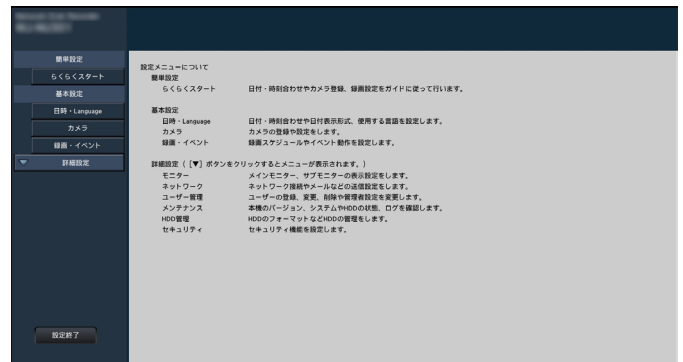 簡単設定
らくらくスタート
基本設定
日時・Language
カメラ
録画・イベント
▼ 詳細設定
設定終了
設定メニューについて
簡単設定
らくらくスタート 日付・時刻合わせやカメラ登録、録画設定をガイドに従って行います。
基本設定
日時・Language 日付・時刻合わせや日付表示形式、使用する言語を設定します。
カメラ カメラの登録や設定をします。
録画・イベント 録画スケジュールやイベント動作を設定します。
詳細設定（［▼］ボタンをクリックするとメニューが表示されます。）
モニター メインモニター、サブモニターの表示設定をします。
ネットワーク ネットワーク接続やメールなどの送信設定をします。
ユーザー管理 ユーザーの登録、変更、削除や管理者設定を変更します。
メンテナンス 本機のバージョン、システムやHDDの状態、ログを確認します。
HDD管理 HDDのフォーマットなどHDDの管理をします。
セキュリティ セキュリティ機能を設定します。